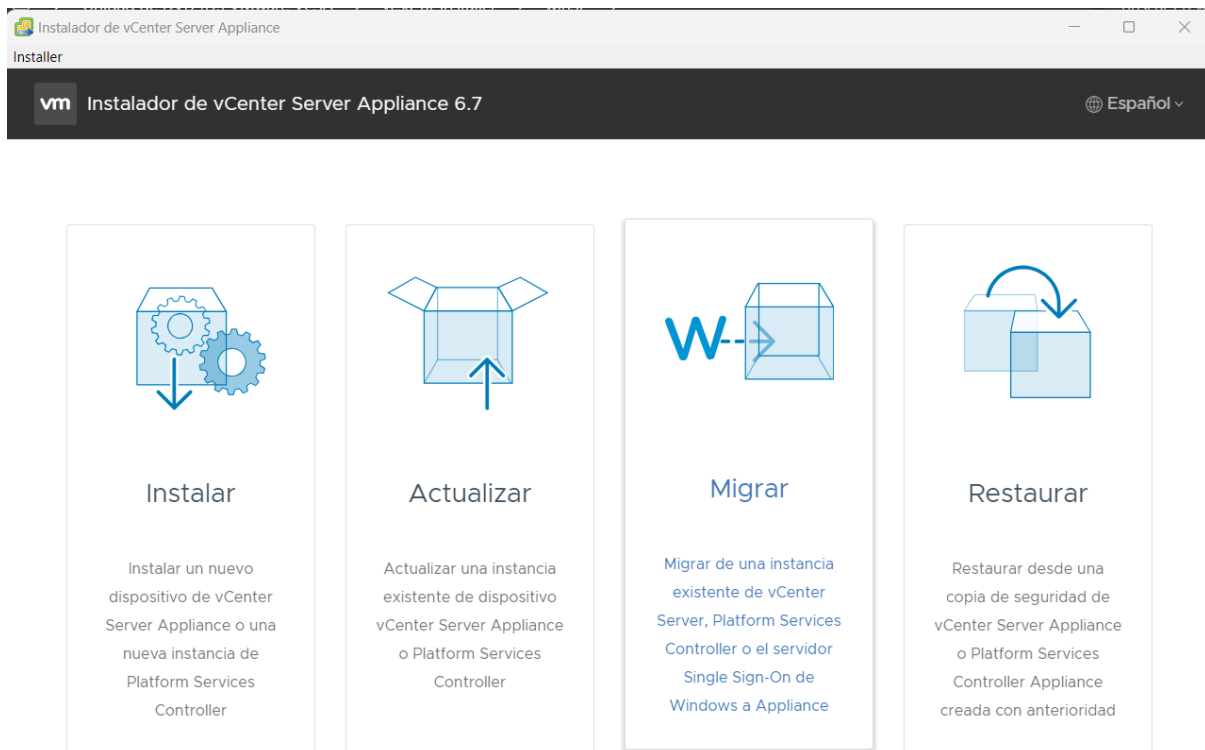 Instalador de vCenter Server Appliance
Installer
vm Instalador de vCenter Server Appliance 6.7
Español
Instalar
Instalar un nuevo
dispositivo de vCenter
Server Appliance o una
nueva instancia de
Platform Services
Controller
Actualizar
Actualizar una instancia
existente de dispositivo
vCenter Server Appliance
o Platform Services
Controller
W
Migrar
Migrar de una instancia
existente de vCenter
Server, Platform Services
Controller o el servidor
Single Sign-On de
Windows a Appliance
Restaurar
Restaurar desde una
copia de seguridad de
vCenter Server Appliance
o Platform Services
Controller Appliance
creada con anterioridad